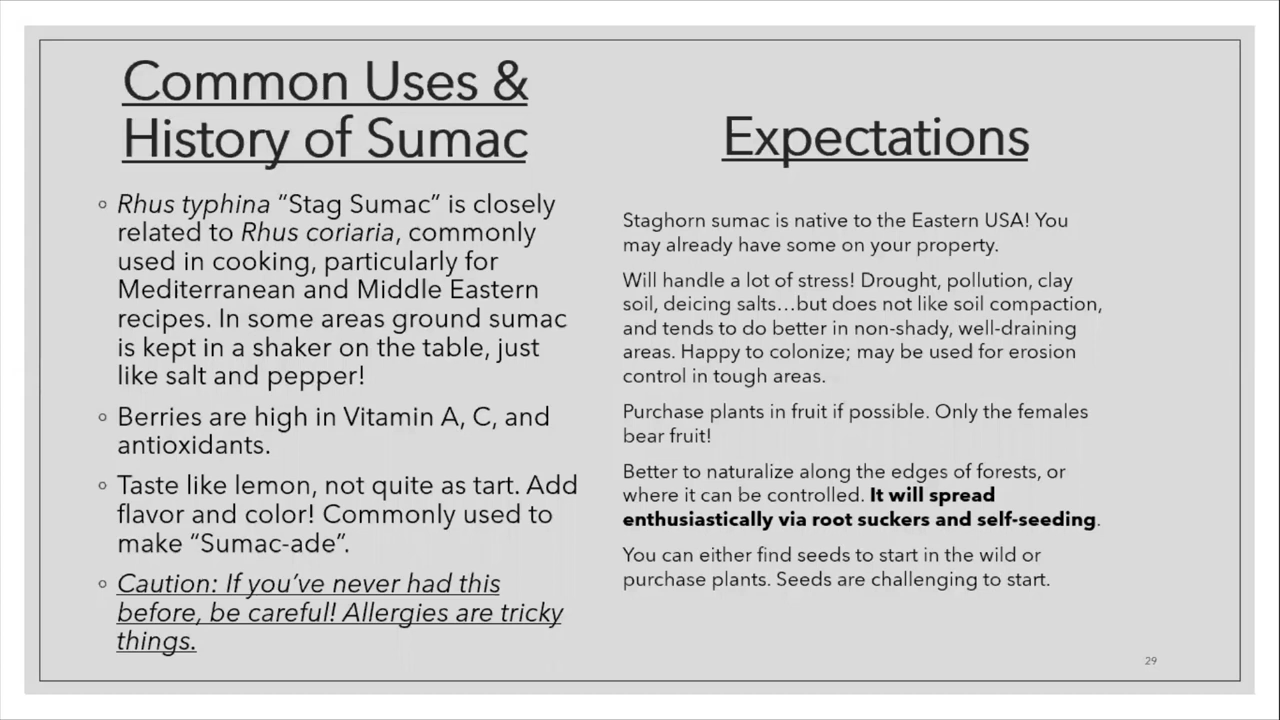 Common Uses &
History of Sumac
◦ Rhus typhina “Stag Sumac” is closely
related to Rhus coriaria, commonly
used in cooking, particularly for
Mediterranean and Middle Eastern
recipes. In some areas ground sumac
is kept in a shaker on the table, just
like salt and pepper!
◦ Berries are high in Vitamin A, C, and
antioxidants.
◦ Taste like lemon, not quite as tart. Add
flavor and color! Commonly used to
make “Sumac-ade”.
◦ Caution: If you’ve never had this
before, be careful! Allergies are tricky
things.
Expectations
Staghorn sumac is native to the Eastern USA! You
may already have some on your property.
Will handle a lot of stress! Drought, pollution, clay
soil, deicing salts…but does not like soil compaction,
and tends to do better in non-shady, well-draining
areas. Happy to colonize; may be used for erosion
control in tough areas.
Purchase plants in fruit if possible. Only the females
bear fruit!
Better to naturalize along the edges of forests, or
where it can be controlled. It will spread
enthusiastically via root suckers and self-seeding.
You can either find seeds to start in the wild or
purchase plants. Seeds are challenging to start.
29